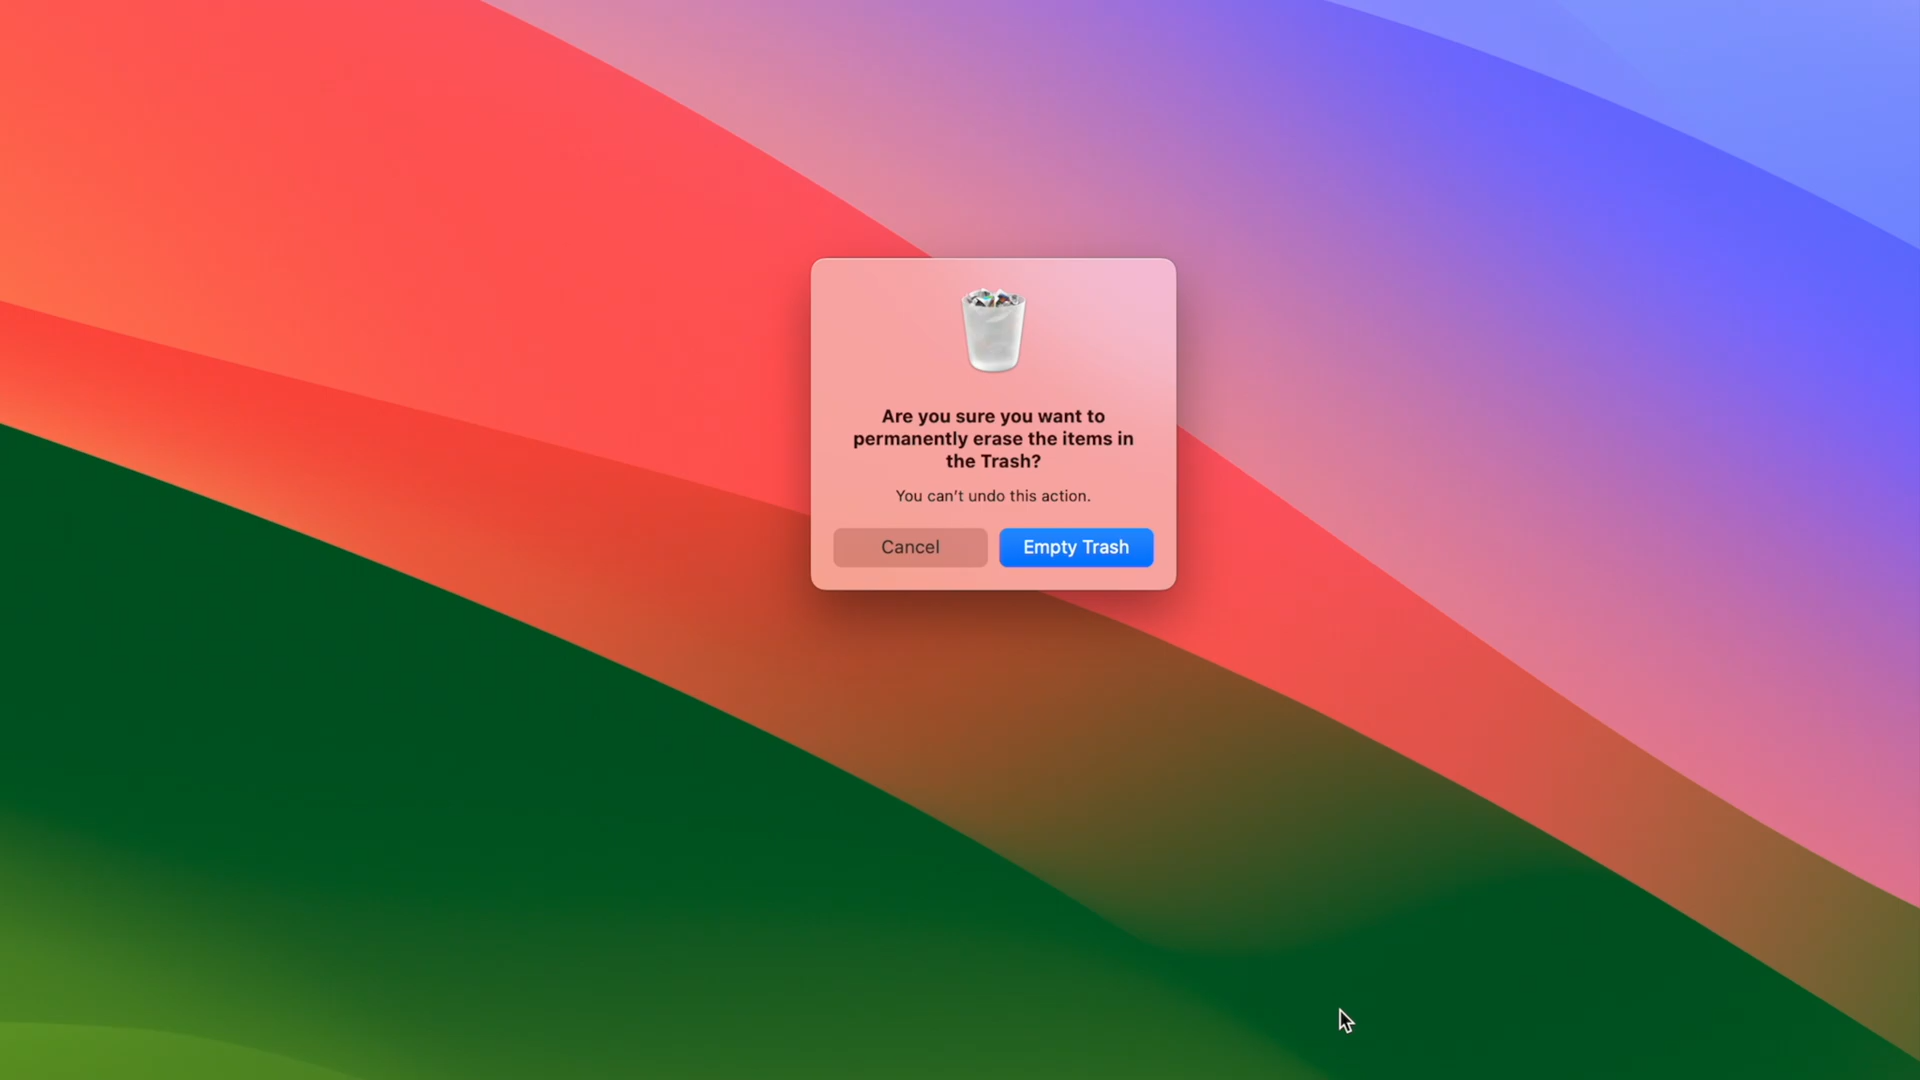 Are you sure you want to
permanently erase the items in
the Trash?
You can’t undo this action.
Cancel
Empty Trash